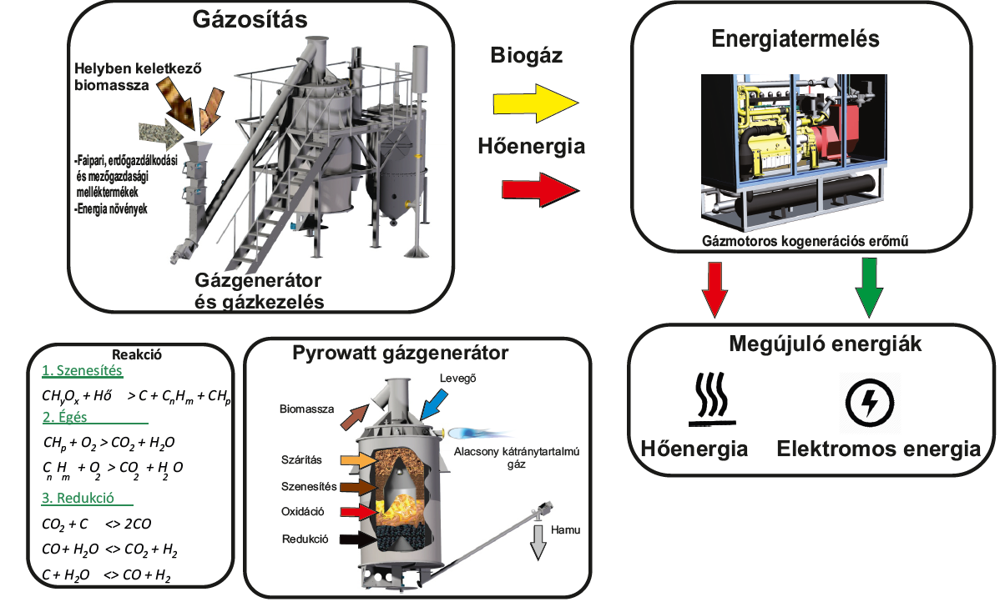 Gázosítás
Helyben keletkező
biomassza
-Faipari, erdőgazdálkodási
és mezőgazdasági
melléktermékek
-Energia növények
Gázgenerátor
és gázkezelés
Biogáz
Hőenergia
Energiatermelés
Gázmotoros kogenerációs erőmű
Megújuló energiák
Hőenergia
Elektromos energia
Reakció
1. Szenesítés
CHyOx + Hő > C + CnHm + CHp
2. Égés
CHp + O2 > CO2 + H2O
CnHm + O2 > CO2 + H2O
3. Redukció
CO2 + C <> 2CO
CO + H2O <> CO2 + H2
C + H2O <> CO + H2
Pyrowatt gázgenerátor
Levegő
Biomassza
Alacsony kátránytartalmú
gáz
Szárítás
Szenesítés
Oxidáció
Redukció
Hamu